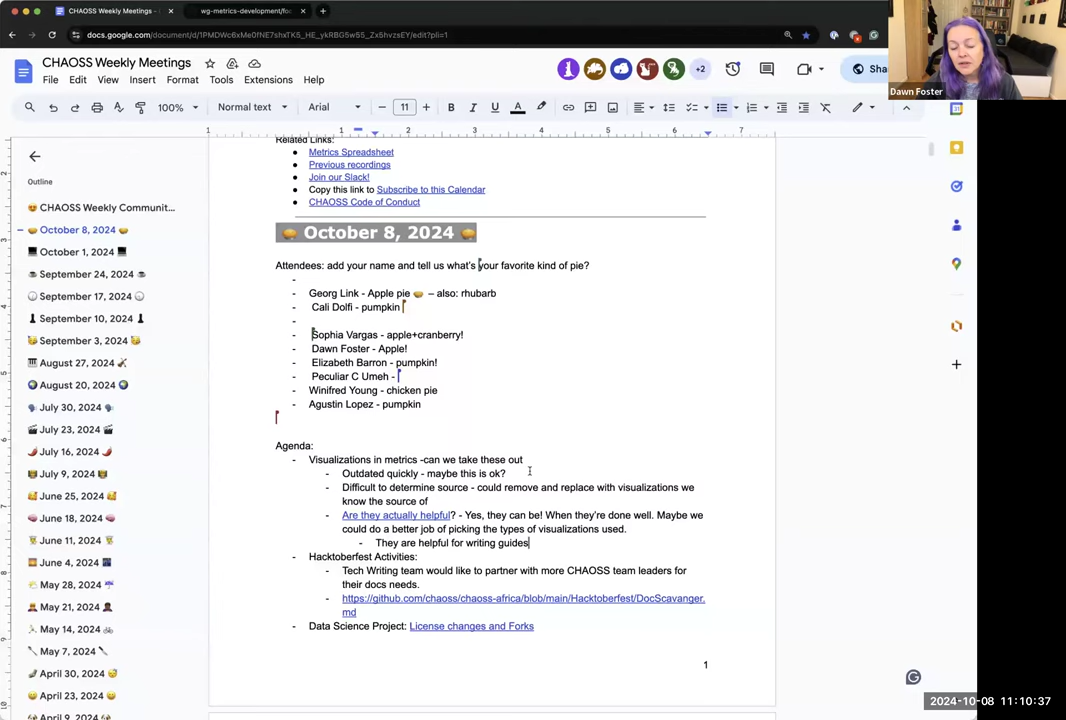 CHAOSS Weekly Meetings -
wg-metrics-development/foc
docs.google.com/document/d/1PMDWc6xMe0fNE7shxTK5_HE_ykRBG5w55_Zx5hvzsEY/edit?pli=1
CHAOSS Weekly Meetings
File Edit View Insert Format Tools Extensions Help
+2
Sha
Dawn Foster
100%
Normal text
Arial
11
Outline
CHAOSS Weekly Communit...
October 8, 2024
October 1, 2024
September 24, 2024
September 17, 2024
September 10, 2024
September 3, 2024
August 27, 2024
August 20, 2024
July 30, 2024
July 23, 2024
July 16, 2024
July 9, 2024
June 25, 2024
June 18, 2024
June 11, 2024
June 4, 2024
May 28, 2024
May 21, 2024
May 14, 2024
May 7, 2024
April 30, 2024
April 23, 2024
April 9, 2024
Related Links:
Metrics Spreadsheet
Previous recordings
Join our Slack!
Copy this link to Subscribe to this Calendar
CHAOSS Code of Conduct
October 8, 2024
Attendees: add your name and tell us what's your favorite kind of pie?
-
- Georg Link - Apple pie 🥧 – also: rhubarb
- Cali Dolfi - pumpkin
-
- Sophia Vargas - apple+cranberry!
- Dawn Foster - Apple!
- Elizabeth Barron - pumpkin!
- Peculiar C Umeh -
- Winifred Young - chicken pie
- Agustin Lopez - pumpkin
Agenda:
- Visualizations in metrics -can we take these out
- Outdated quickly - maybe this is ok?
- Difficult to determine source - could remove and replace with visualizations we
know the source of
- Are they actually helpful? - Yes, they can be! When they're done well. Maybe we
could do a better job of picking the types of visualizations used.
- They are helpful for writing guides
- Hacktoberfest Activities:
- Tech Writing team would like to partner with more CHAOSS team leaders for
their docs needs.
- https://github.com/chaoss/chaoss-africa/blob/main/Hacktoberfest/DocScavanger.
md
- Data Science Project: License changes and Forks
1
2024-10-08 11:10:37